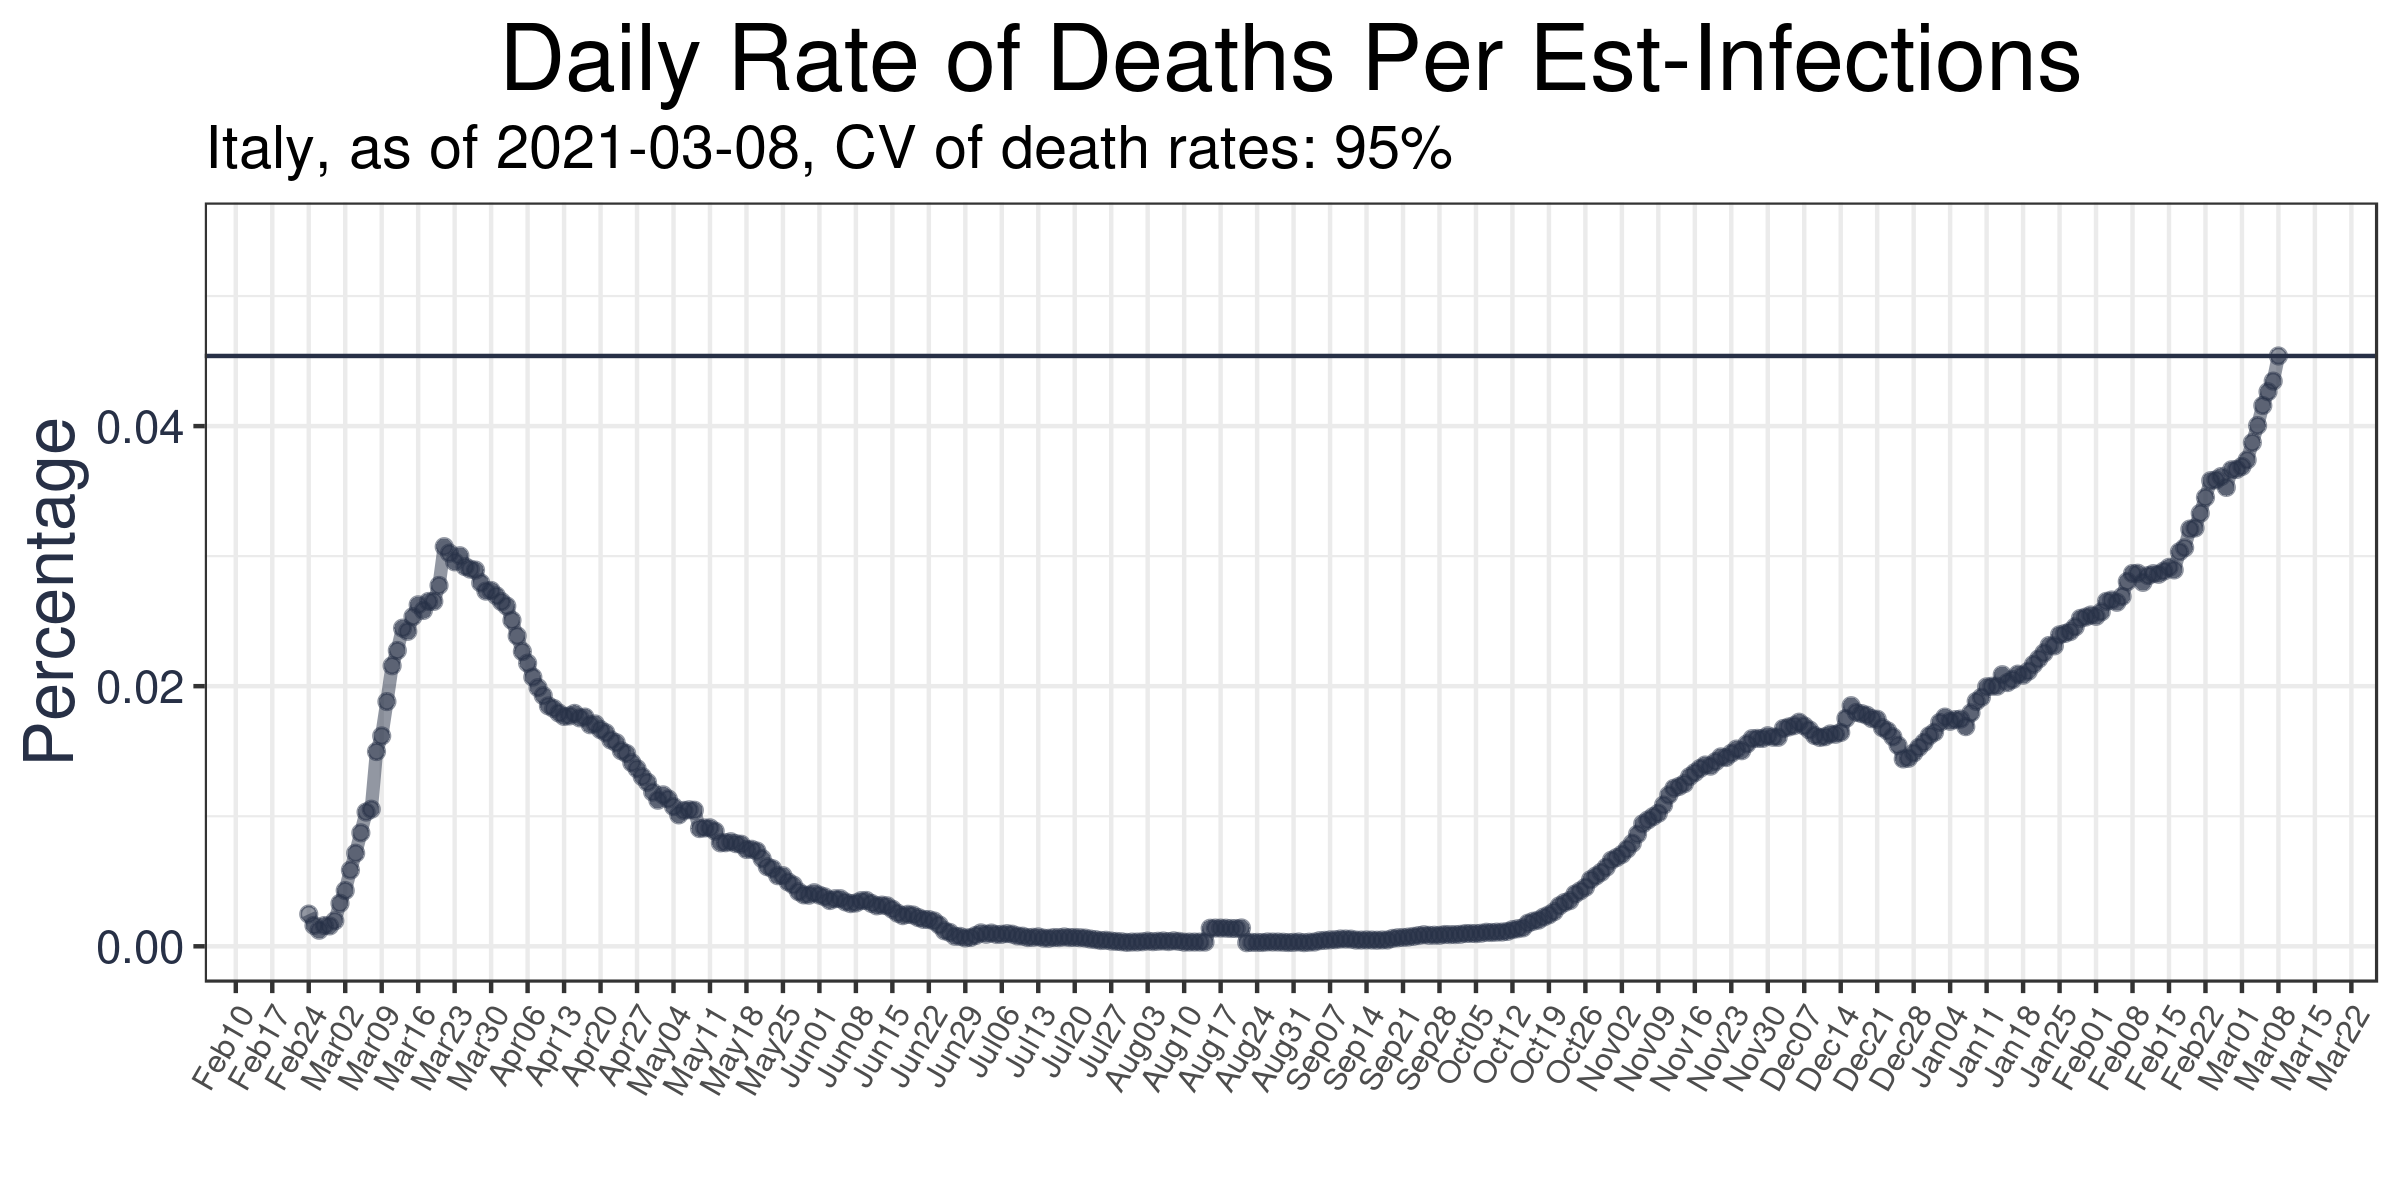 Daily Rate of Deaths Per Est-Infections
Italy, as of 2021-03-08, CV of death rates: 95%
Percentage
0.04
0.02
0.00
Feb10
Feb17
Feb24
Mar02
Mar09
Mar16
Mar23
Mar30
Apr06
Apr13
Apr20
Apr27
May04
May11
May18
May25
Jun01
Jun08
Jun15
Jun22
Jun29
Jul06
Jul13
Jul20
Jul27
Aug03
Aug10
Aug17
Aug24
Aug31
Sep07
Sep14
Sep21
Sep28
Oct05
Oct12
Oct19
Oct26
Nov02
Nov09
Nov16
Nov23
Nov30
Dec07
Dec14
Dec21
Dec28
Jan04
Jan11
Jan18
Jan25
Feb01
Feb08
Feb15
Feb22
Mar01
Mar08
Mar15
Mar22